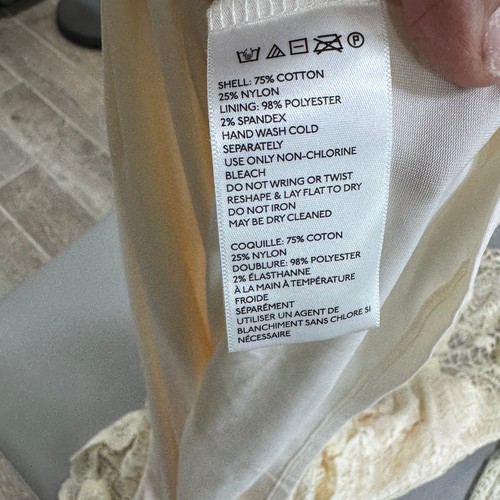 SHELL: 75% COTTON
25% NYLON
LINING: 98% POLYESTER
2% SPANDEX
HAND WASH COLD
SEPARATELY
USE ONLY NON-CHLORINE
BLEACH
DO NOT WRING OR TWIST
RESHAPE & LAY FLAT TO DRY
DO NOT IRON
MAY BE DRY CLEANED
COQUILLE: 75% COTON
25% NYLON
DOUBLURE: 98% POLYESTER
2% ÉLASTHANNE
À LA MAIN À TEMPÉRATURE
FROIDE
SÉPARÉMENT
UTILISER UN AGENT DE
BLANCHIMENT SANS CHLORE SI
NÉCESSAIRE